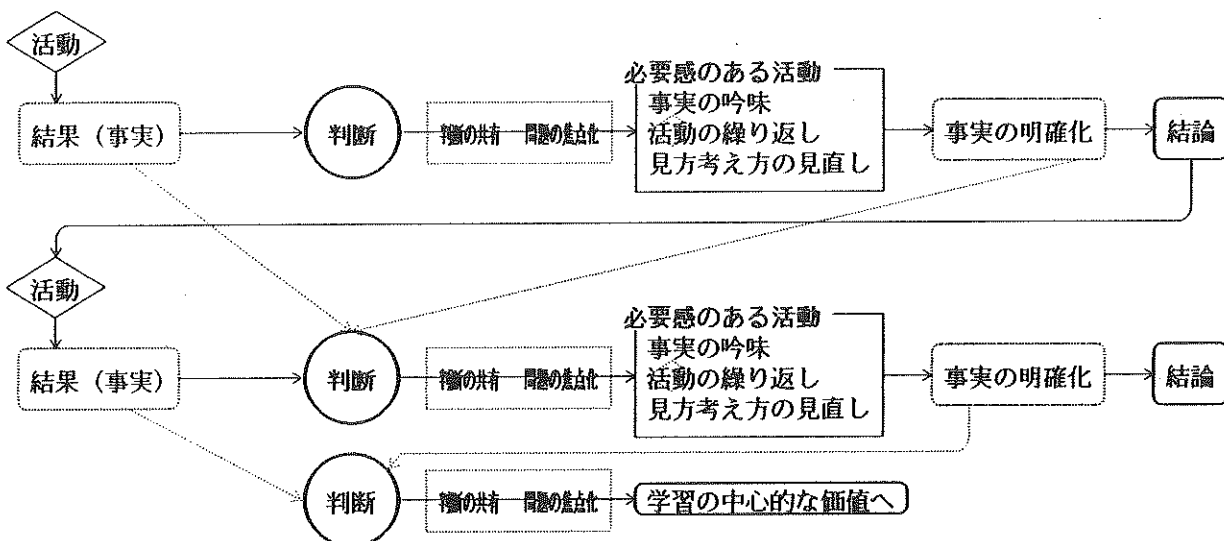 活動
結果（事実）
判断
判断の共有　問題の焦点化
必要感のある活動
事実の吟味
活動の繰り返し
見方考え方の見直し
事実の明確化
結論
活動
結果（事実）
判断
判断の共有　問題の焦点化
必要感のある活動
事実の吟味
活動の繰り返し
見方考え方の見直し
事実の明確化
結論
判断
判断の共有　問題の焦点化
学習の中心的な価値へ